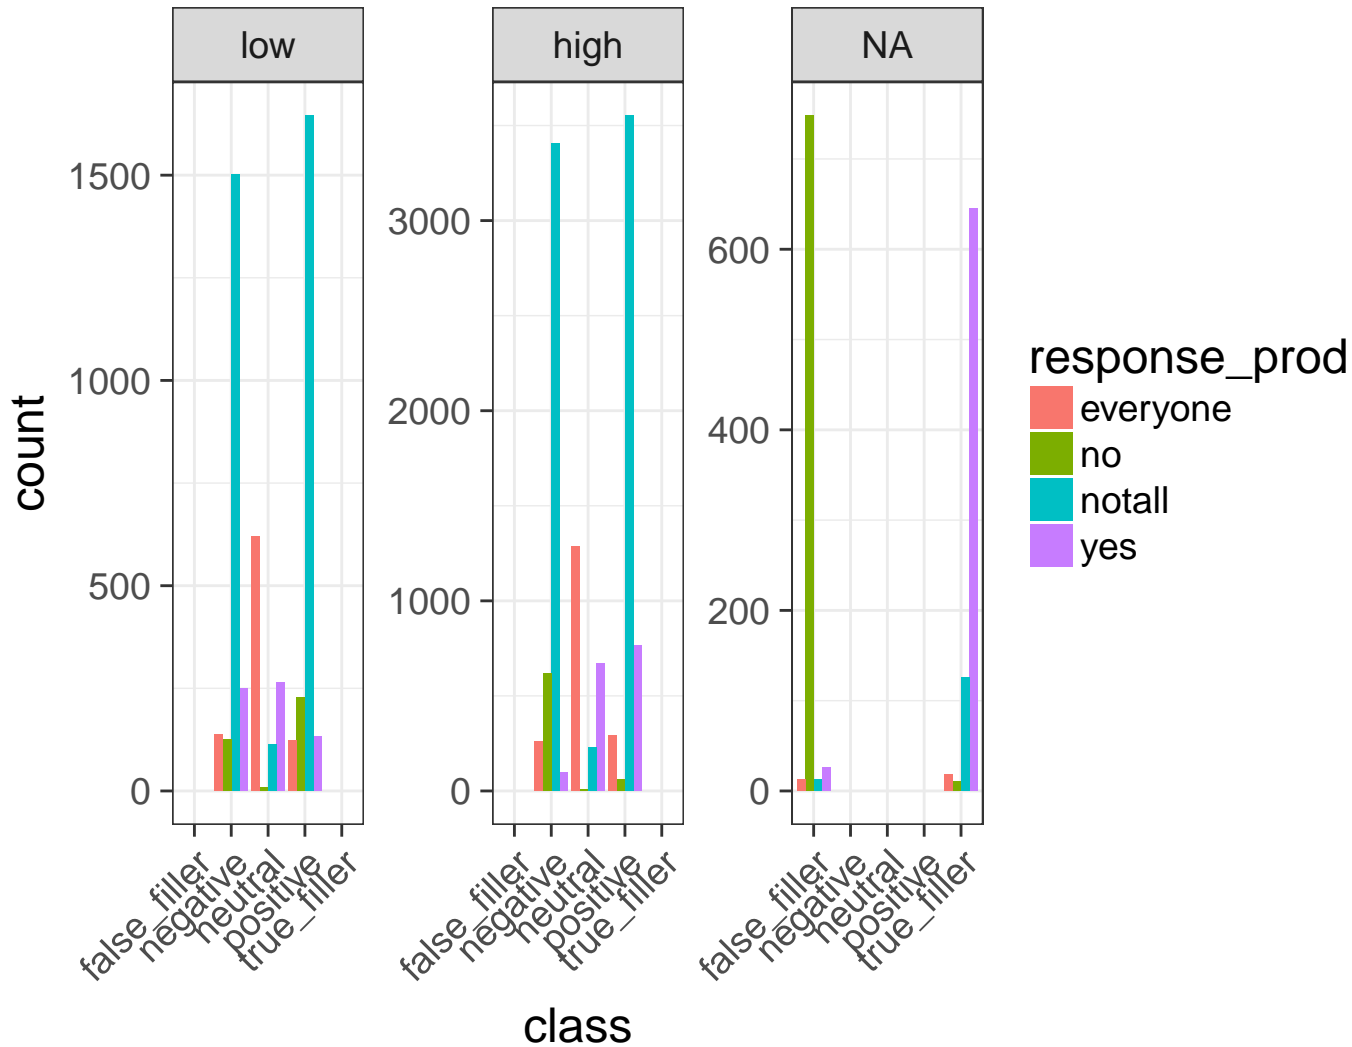 low
high
NA
1500
1000
500
0
3000
2000
1000
0
600
400
200
0
count
false_filler
negative
neutral
positive
true_filler
false_filler
negative
neutral
positive
true_filler
false_filler
negative
neutral
positive
true_filler
class
response_prod
everyone
no
notall
yes